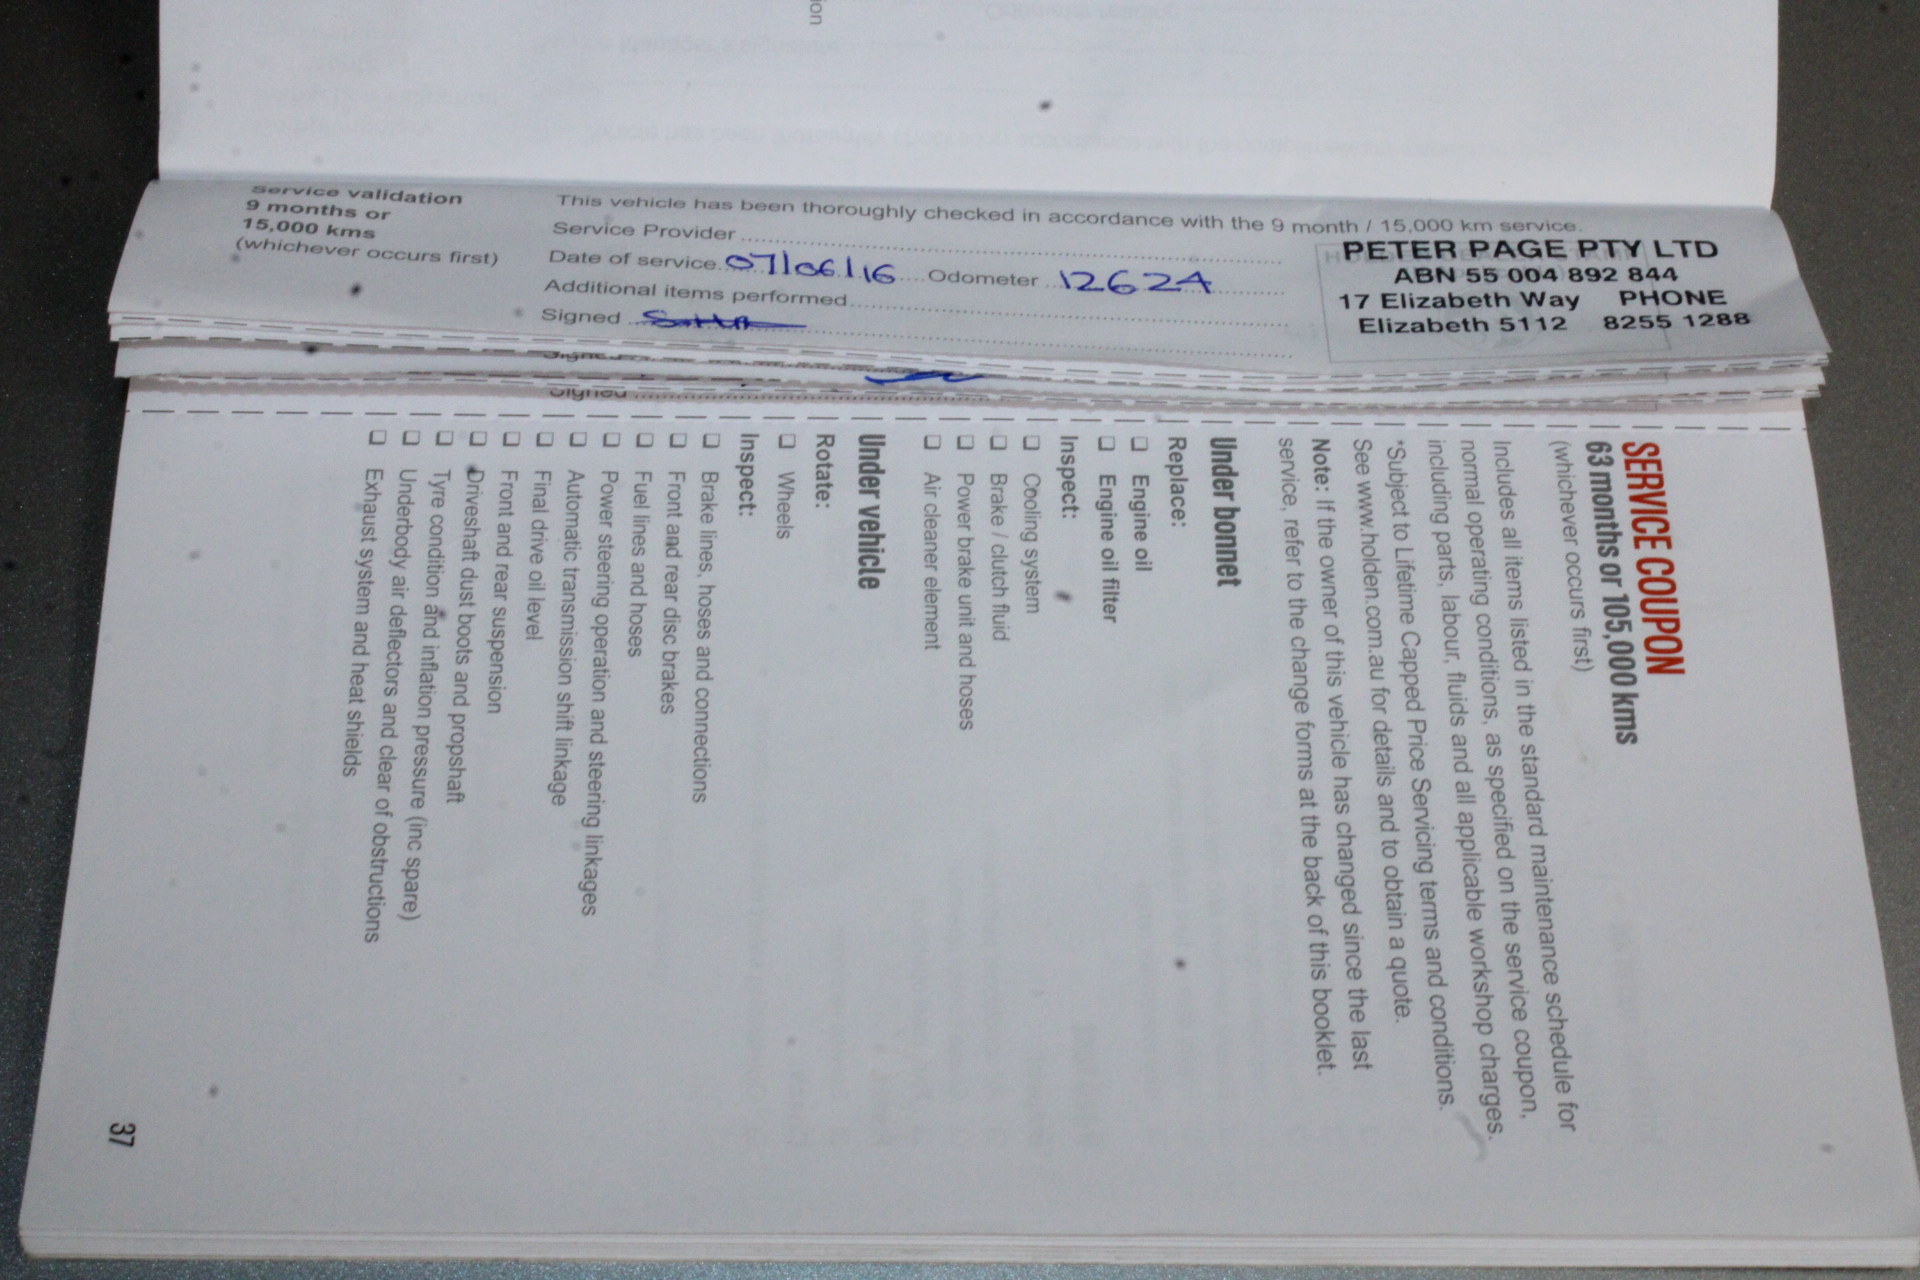 ion
Service validation
9 months or
15,000 kms
(whichever occurs first)
This vehicle has been thoroughly checked in accordance with the 9 month / 15,000 km service.
Service Provider
Date of service 07/06/16 Odometer 12624
Additional items performed
Signed
PETER PAGE PTY LTD
ABN 55 004 892 844
17 Elizabeth Way PHONE
Elizabeth 5112 8255 1288
Signed
SERVICE COUPON
63 months or 105,000 kms
(whichever occurs first)
Includes all items listed in the standard maintenance schedule for
normal operating conditions, as specified on the service coupon,
including parts, labour, fluids and all applicable workshop charges.
*Subject to Lifetime Capped Price Servicing terms and conditions.
See www.holden.com.au for details and to obtain a quote.
Note: If the owner of this vehicle has changed since the last
service, refer to the change forms at the back of this booklet.
Under bonnet
Replace:
❑ Engine oil
❑ Engine oil filter
Inspect:
❑ Cooling system
❑ Brake / clutch fluid
❑ Power brake unit and hoses
❑ Air cleaner element
Under vehicle
Rotate:
❑ Wheels
Inspect:
❑ Brake lines, hoses and connections
❑ Front and rear disc brakes
❑ Fuel lines and hoses
❑ Power steering operation and steering linkages
❑ Automatic transmission shift linkage
❑ Final drive oil level
❑ Front and rear suspension
❑ Driveshaft dust boots and propshaft
❑ Tyre condition and inflation pressure (inc spare)
❑ Underbody air deflectors and clear of obstructions
❑ Exhaust system and heat shields
37